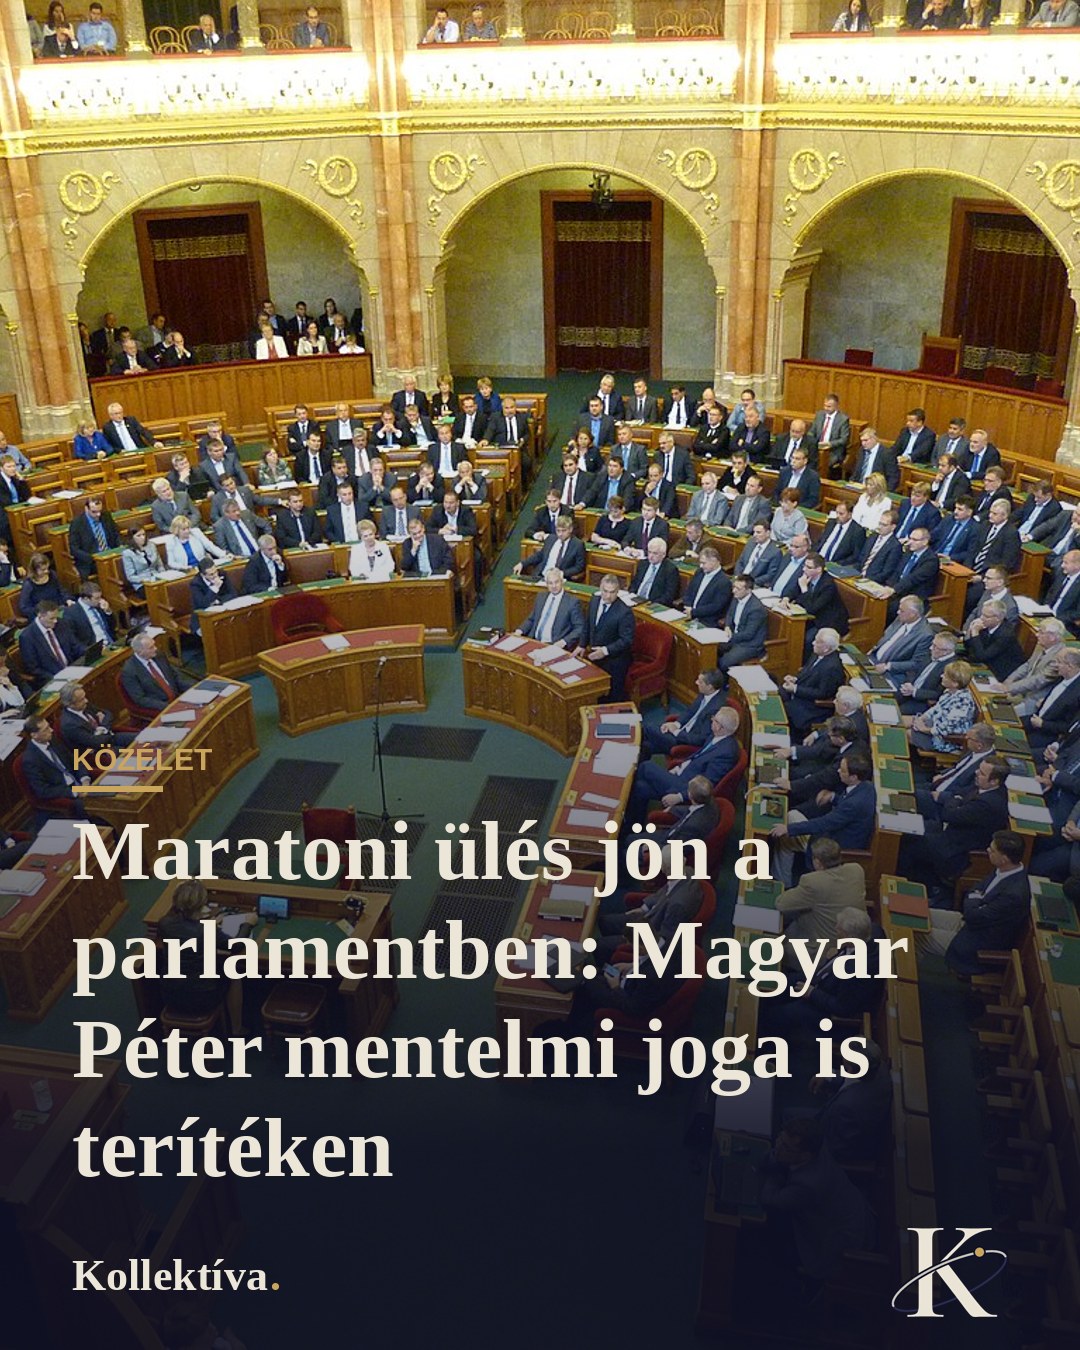 KÖZÉLET
Maratoni ülés jön a
parlamentben: Magyar
Péter mentelmi joga is
terítéken
Kollektíva.
K